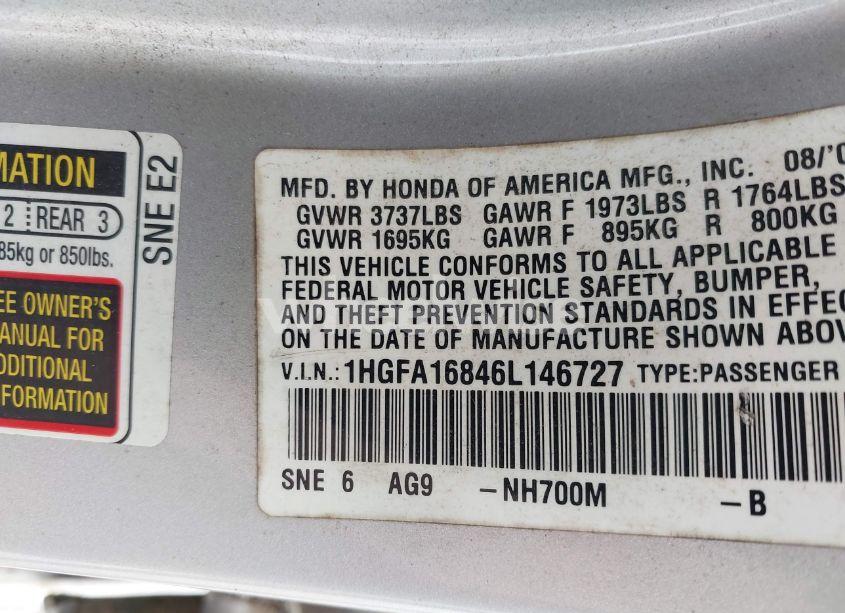 MATION
2 REAR 3
85kg or 850lbs.
EE OWNER'S
ANUAL FOR
DDITIONAL
FORMATION
SNE E2
MFD. BY HONDA OF AMERICA MFG., INC. 08/'0
GVWR 3737LBS GAWR F 1973LBS R 1764LBS
GVWR 1695KG GAWR F 895KG R 800KG
THIS VEHICLE CONFORMS TO ALL APPLICABLE
FEDERAL MOTOR VEHICLE SAFETY, BUMPER,
AND THEFT PREVENTION STANDARDS IN EFFEC
ON THE DATE OF MANUFACTURE SHOWN ABOV
V.I.N.: 1HGFA16846L146727 TYPE:PASSENGER
SNE 6 AG9 -NH700M -B